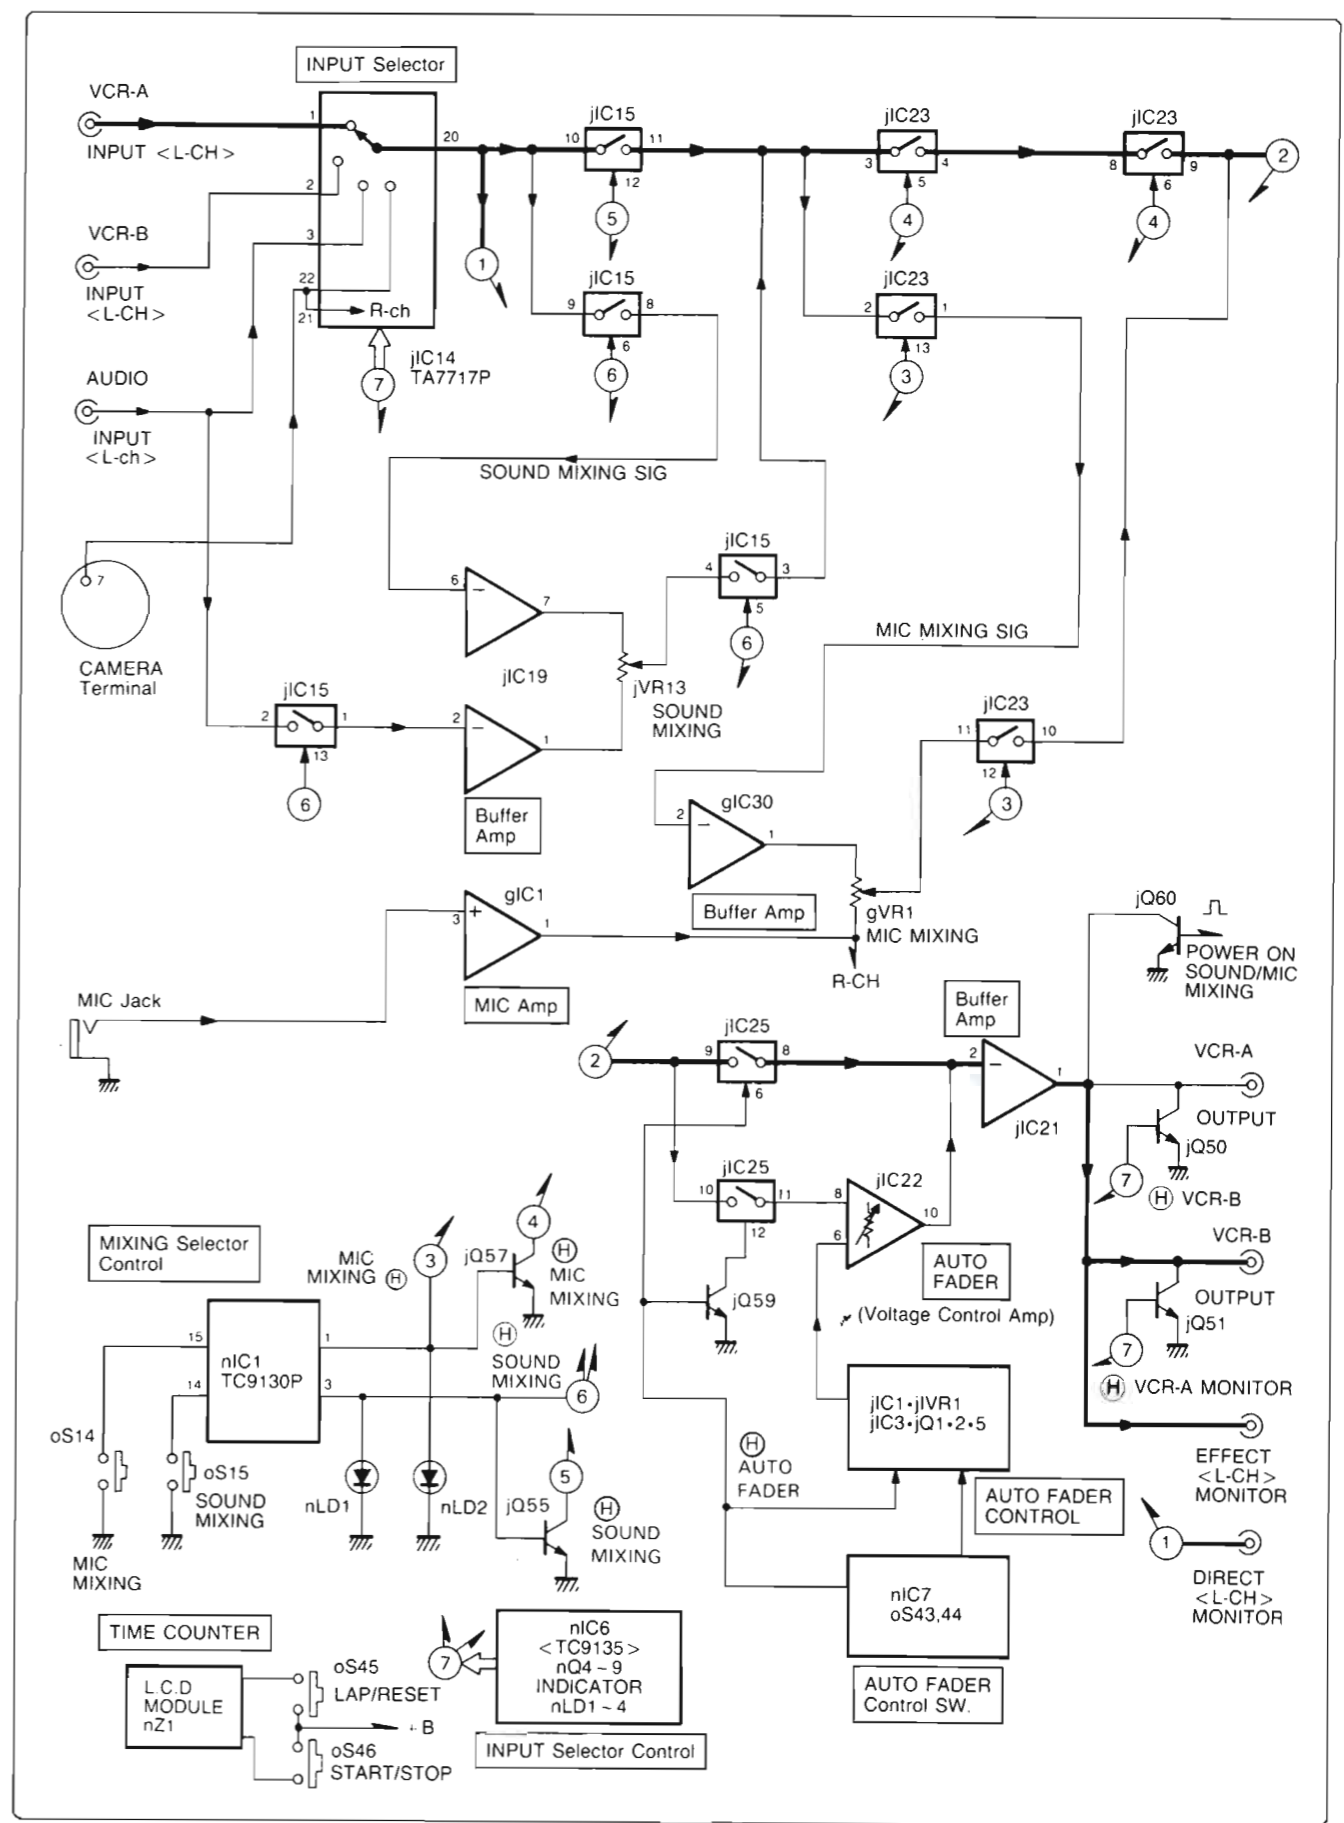 INPUT Selector
VCR-A
INPUT <L-CH>
1
20
2
3
22
21
R-ch
VCR-B
INPUT
<L-CH>
AUDIO
INPUT
<L-ch>
7
jIC14
TA7717P
jIC15
10
11
12
5
jIC15
9
8
6
6
1
jIC23
3
4
5
4
jIC23
8
9
6
4
2
jIC23
2
1
13
3
SOUND MIXING SIG
7
CAMERA
Terminal
jIC15
2
1
13
6
6
−
7
jIC19
2
−
1
Buffer
Amp
jVR13
SOUND
MIXING
jIC15
4
3
5
6
MIC MIXING SIG
jIC23
11
10
12
3
gIC30
2
−
1
Buffer Amp
gVR1
MIC MIXING
R-CH
gIC1
3
+
1
MIC Amp
MIC Jack
jQ60
POWER ON
SOUND/MIC
MIXING
2
jIC25
9
8
6
Buffer
Amp
2
−
1
jIC21
VCR-A
OUTPUT
jQ50
7
H VCR-B
jIC25
10
11
12
jIC22
8
6
10
AUTO
FADER
(Voltage Control Amp)
jQ59
VCR-B
OUTPUT
jQ51
7
H VCR-A MONITOR
EFFECT
<L-CH>
MONITOR
1
DIRECT
<L-CH>
MONITOR
MIXING Selector
Control
nIC1
TC9130P
15
14
1
3
oS14
MIC
MIXING
oS15
SOUND
MIXING
nLD1
nLD2
MIC
MIXING H
3
jQ57
4
H
MIC
MIXING
H
SOUND
MIXING
6
jQ55
5
H
SOUND
MIXING
jIC1•jIVR1
jIC3•jQ1•2•5
H
AUTO
FADER
AUTO FADER
CONTROL
nIC7
oS43,44
AUTO FADER
Control SW.
TIME COUNTER
L.C.D
MODULE
nZ1
oS45
LAP/RESET
+B
oS46
START/STOP
7
nIC6
<TC9135>
nQ4~9
INDICATOR
nLD1~4
INPUT Selector Control